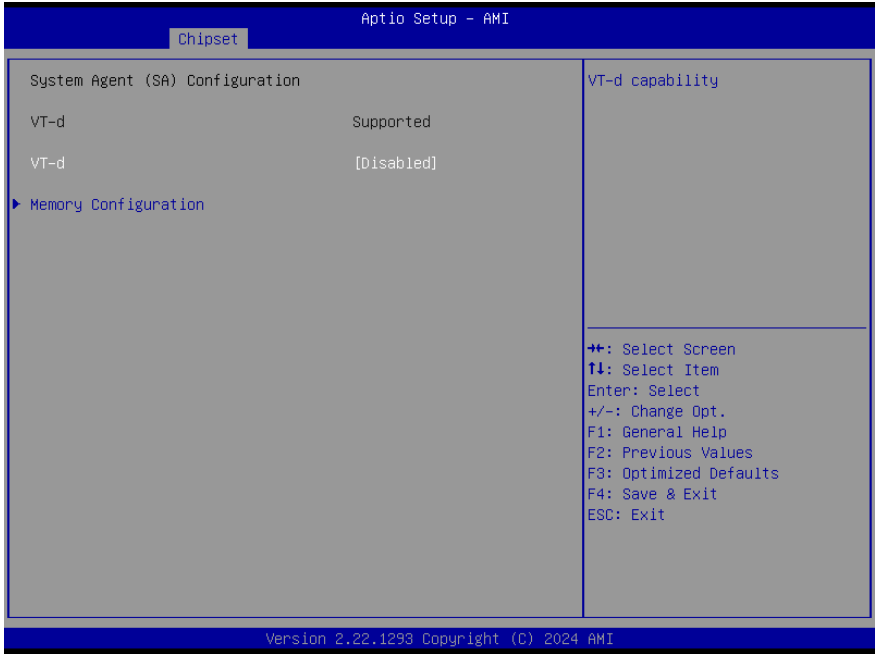 Aptio Setup – AMI
Chipset
System Agent (SA) Configuration
VT-d Supported
VT-d [Disabled]
Memory Configuration
VT-d capability
→←: Select Screen
↑↓: Select Item
Enter: Select
+/-: Change Opt.
F1: General Help
F2: Previous Values
F3: Optimized Defaults
F4: Save & Exit
ESC: Exit
Version 2.22.1293 Copyright (C) 2024 AMI